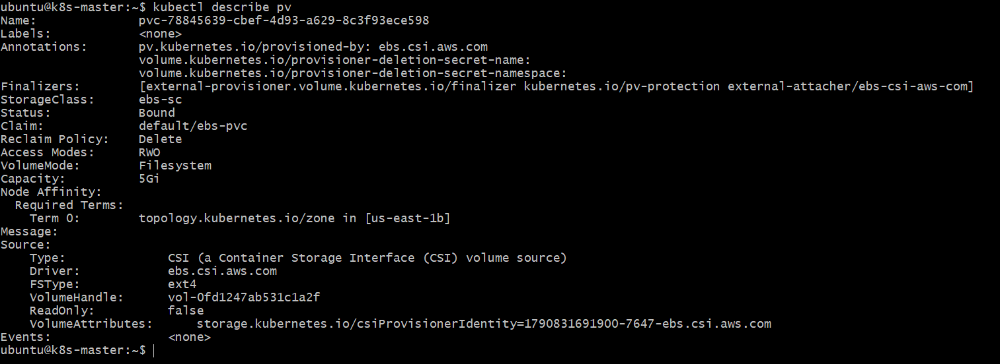 ubuntu@k8s-master:~$ kubectl describe pv
Name:              pvc-78845639-cbef-4d93-a629-8c3f93ece598
Labels:            <none>
Annotations:       pv.kubernetes.io/provisioned-by: ebs.csi.aws.com
                   volume.kubernetes.io/provisioner-deletion-secret-name:
                   volume.kubernetes.io/provisioner-deletion-secret-namespace:
Finalizers:        [external-provisioner.volume.kubernetes.io/finalizer kubernetes.io/pv-protection external-attacher/ebs-csi-aws-com]
StorageClass:      ebs-sc
Status:            Bound
Claim:             default/ebs-pvc
Reclaim Policy:    Delete
Access Modes:      RWO
VolumeMode:        Filesystem
Capacity:          5Gi
Node Affinity:
  Required Terms:
    Term 0:        topology.kubernetes.io/zone in [us-east-1b]
Message:
Source:
    Type:              CSI (a Container Storage Interface (CSI) volume source)
    Driver:            ebs.csi.aws.com
    FSType:            ext4
    VolumeHandle:      vol-0fd1247ab531c1a2f
    ReadOnly:          false
    VolumeAttributes:      storage.kubernetes.io/csiProvisionerIdentity=1790831691900-7647-ebs.csi.aws.com
Events:                <none>
ubuntu@k8s-master:~$